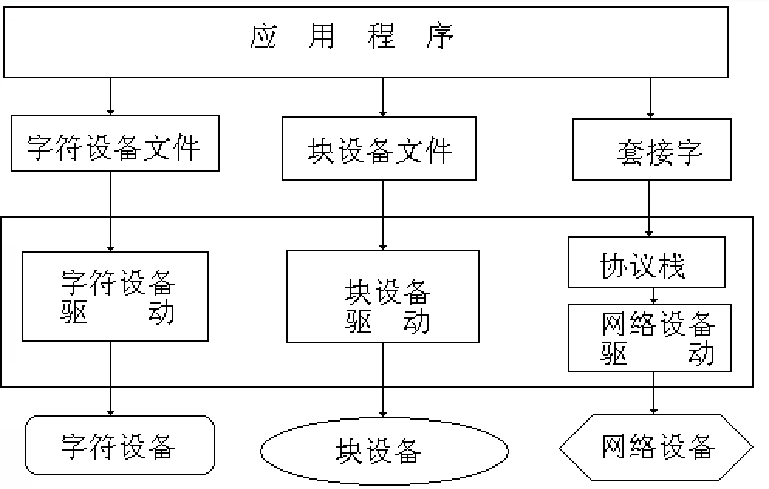 应 用 程 序
字符设备文件
块设备文件
套接字
字符设备
驱 动
块设备
驱 动
协议栈
网络设备
驱 动
字符设备
块设备
网络设备